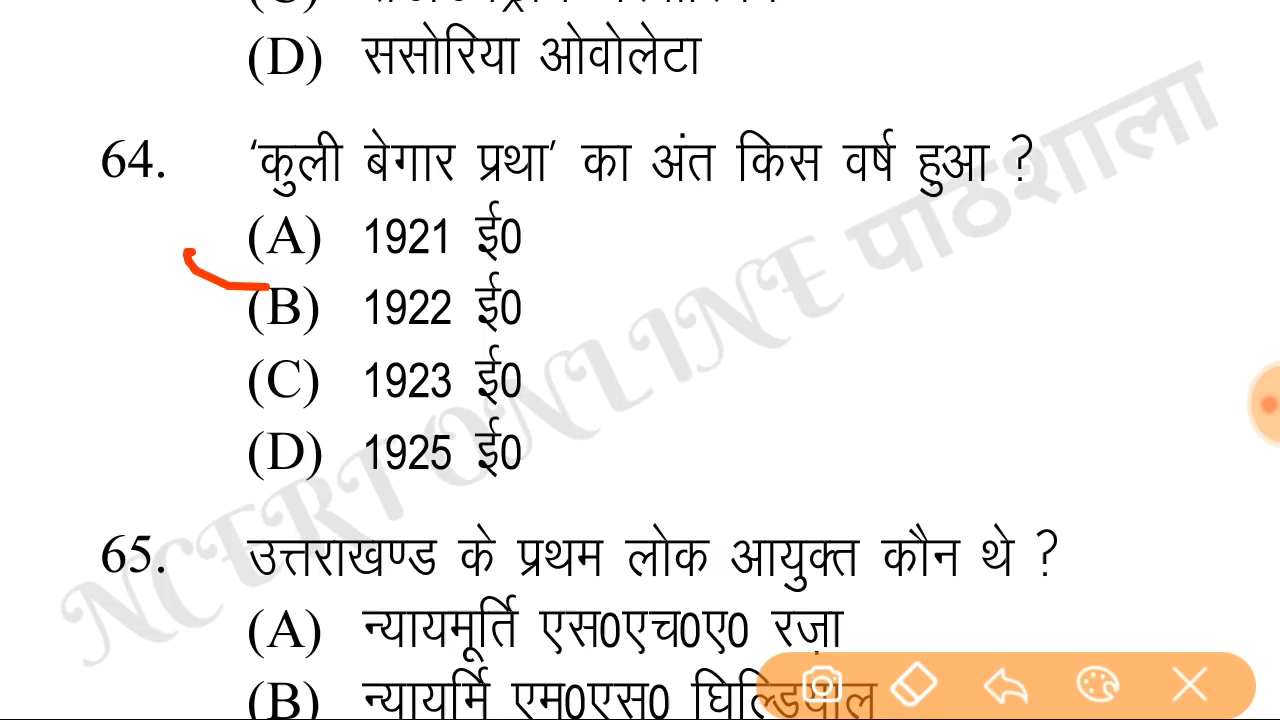 (D) ससोरिया ओवोलेटा
64. ‘कुली बेगार प्रथा’ का अंत किस वर्ष हुआ ?
(A) 1921 ई0
(B) 1922 ई0
(C) 1923 ई0
(D) 1925 ई0
65. उत्तराखण्ड के प्रथम लोक आयुक्त कौन थे ?
(A) न्यायमूर्ति एस0एच0ए0 रज़ा
(B) एम0एस0 घिल्डियाल
NCERT ONLINE पाठशाला